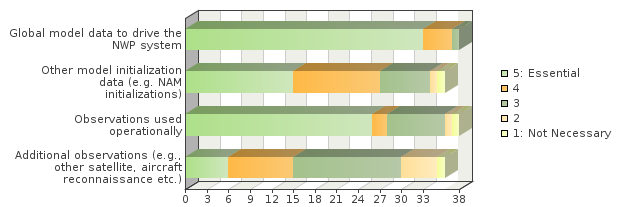 Global model data to drive the
NWP system
Other model initialization
data (e.g. NAM
initializations)
Observations used
operationally
Additional observations (e.g.,
other satellite, aircraft
reconnaissance etc.)
0 3 6 9 12 15 18 21 24 27 30 33 38
5: Essential
4
3
2
1: Not Necessary